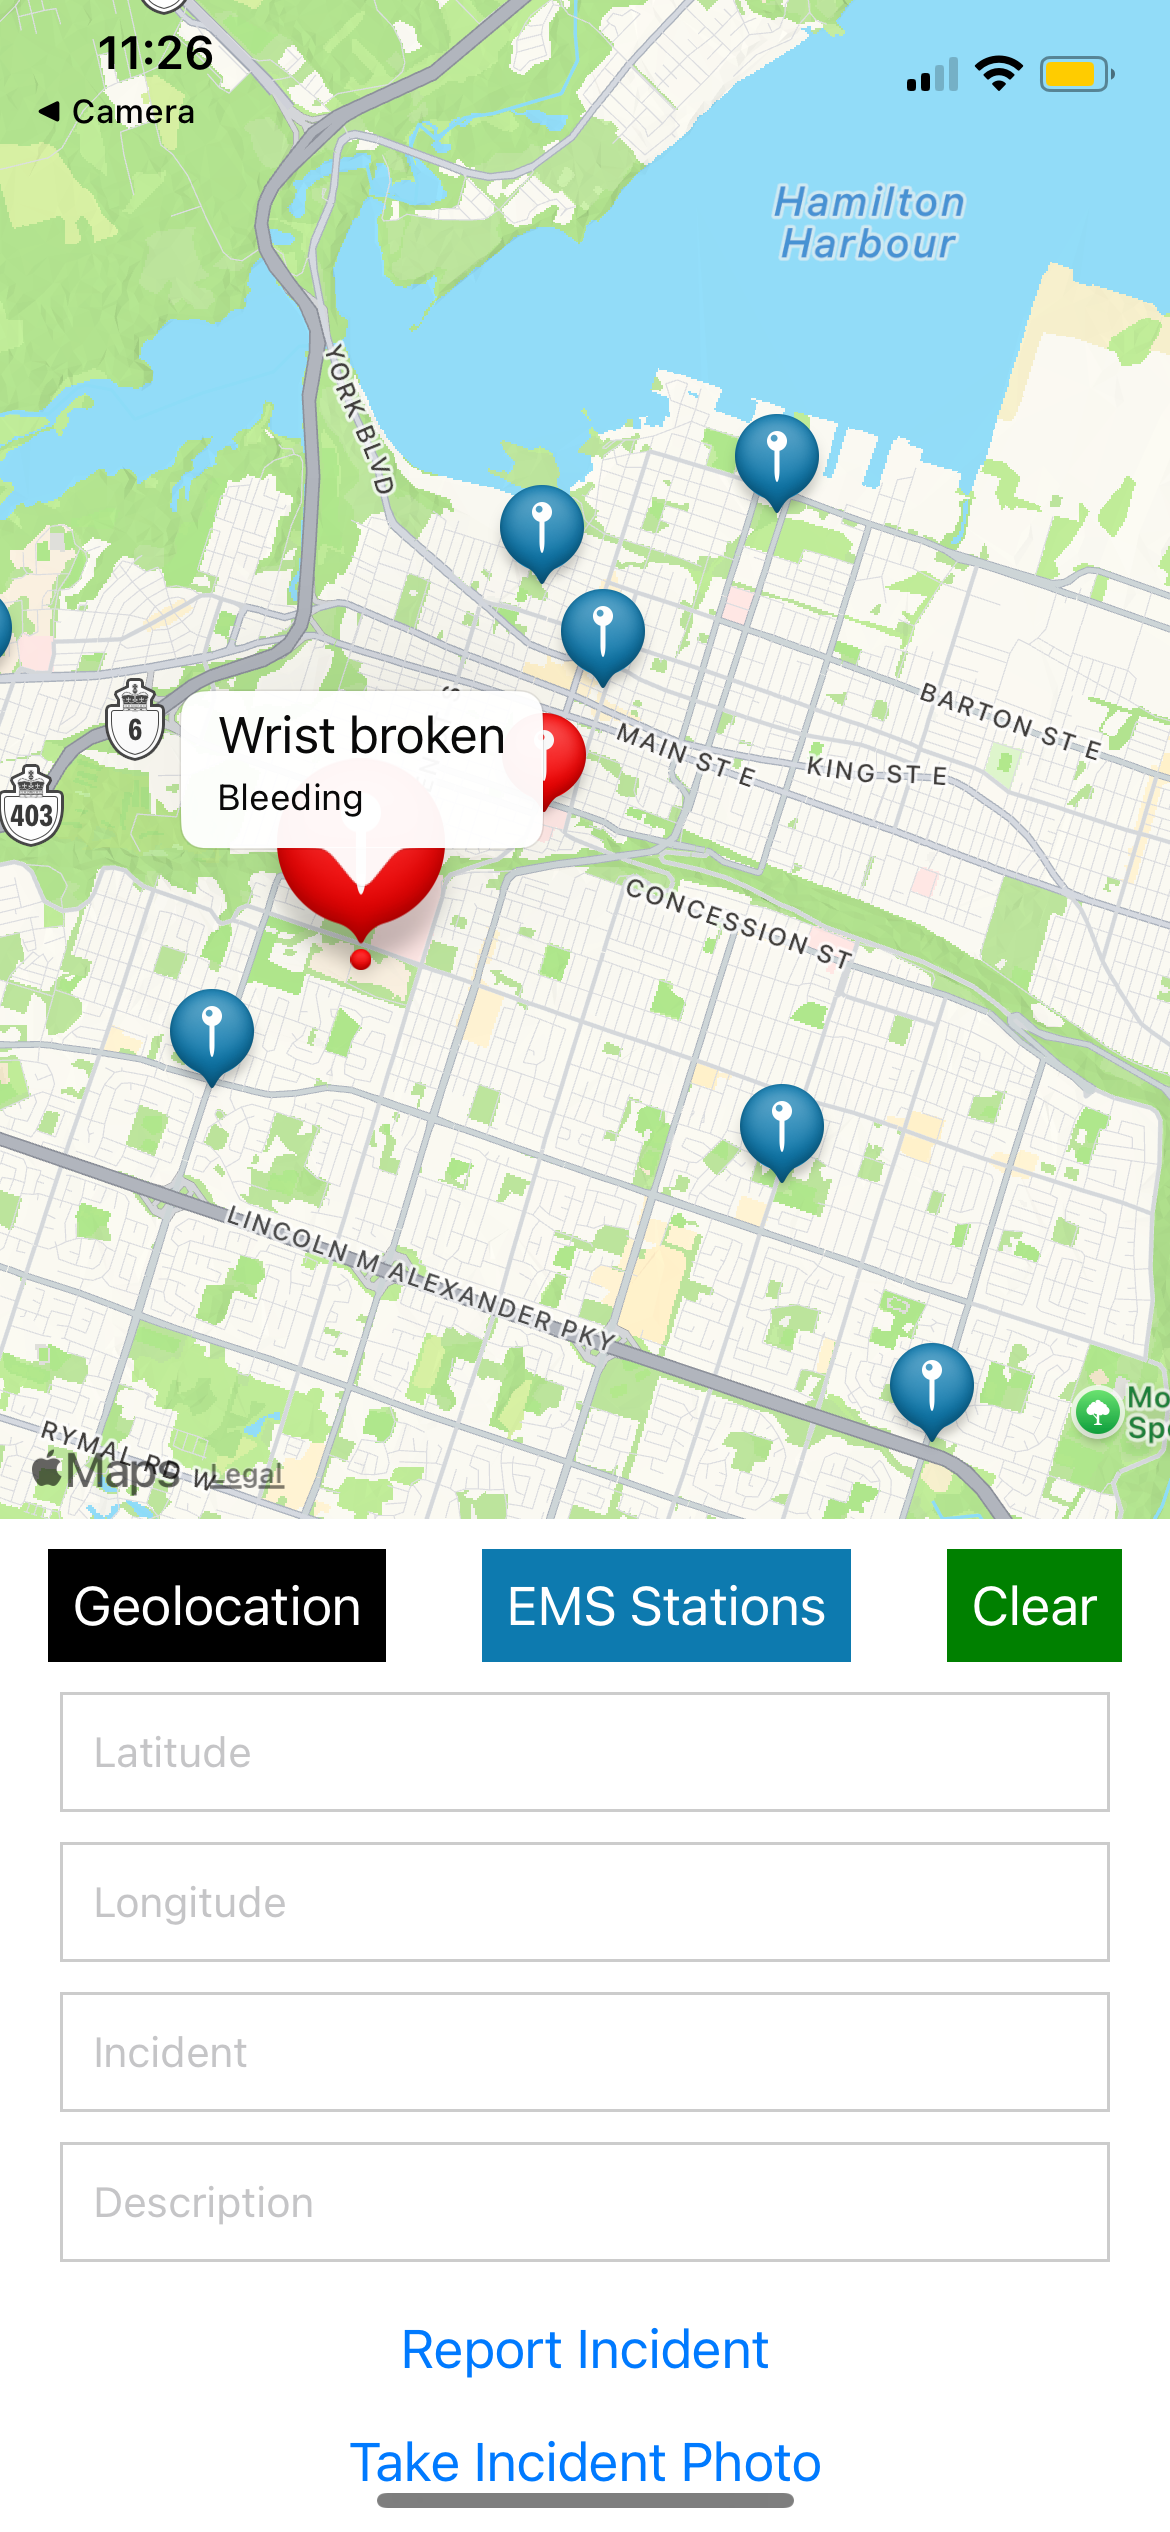 11:26
Camera
Hamilton
Harbour
YORK BLVD
6
403
Wrist broken
Bleeding
MAIN ST E
KING ST E
BARTON ST E
CONCESSION ST
LINCOLN M ALEXANDER PKY
Mo
Spo
RYMAL RD W
Maps
Legal
Geolocation
EMS Stations
Clear
Latitude
Longitude
Incident
Description
Report Incident
Take Incident Photo